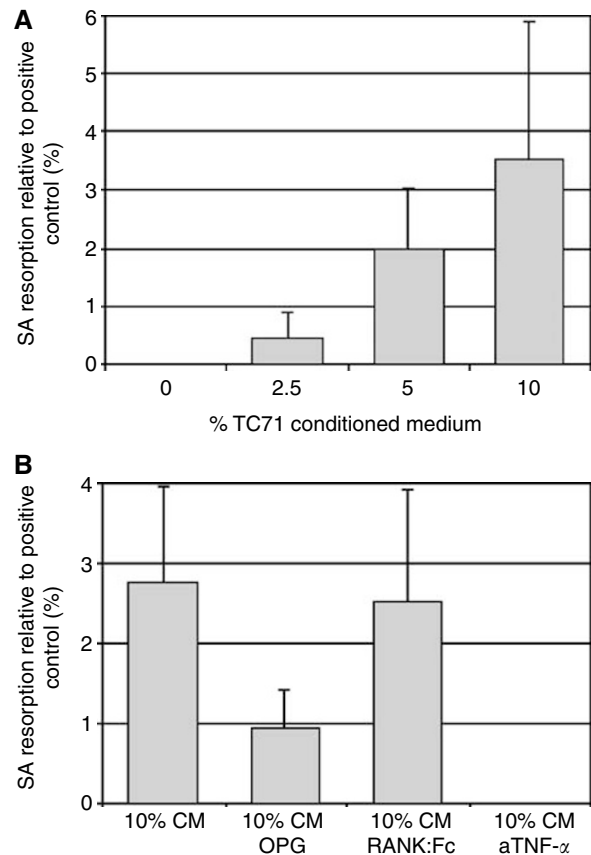 A
SA resorption relative to positive
control (%)
6
5
4
3
2
1
0
0 2.5 5 10
% TC71 conditioned medium
B
SA resorption relative to positive
control (%)
4
3
2
1
0
10% CM 10% CM 10% CM 10% CM
OPG RANK:Fc aTNF-α